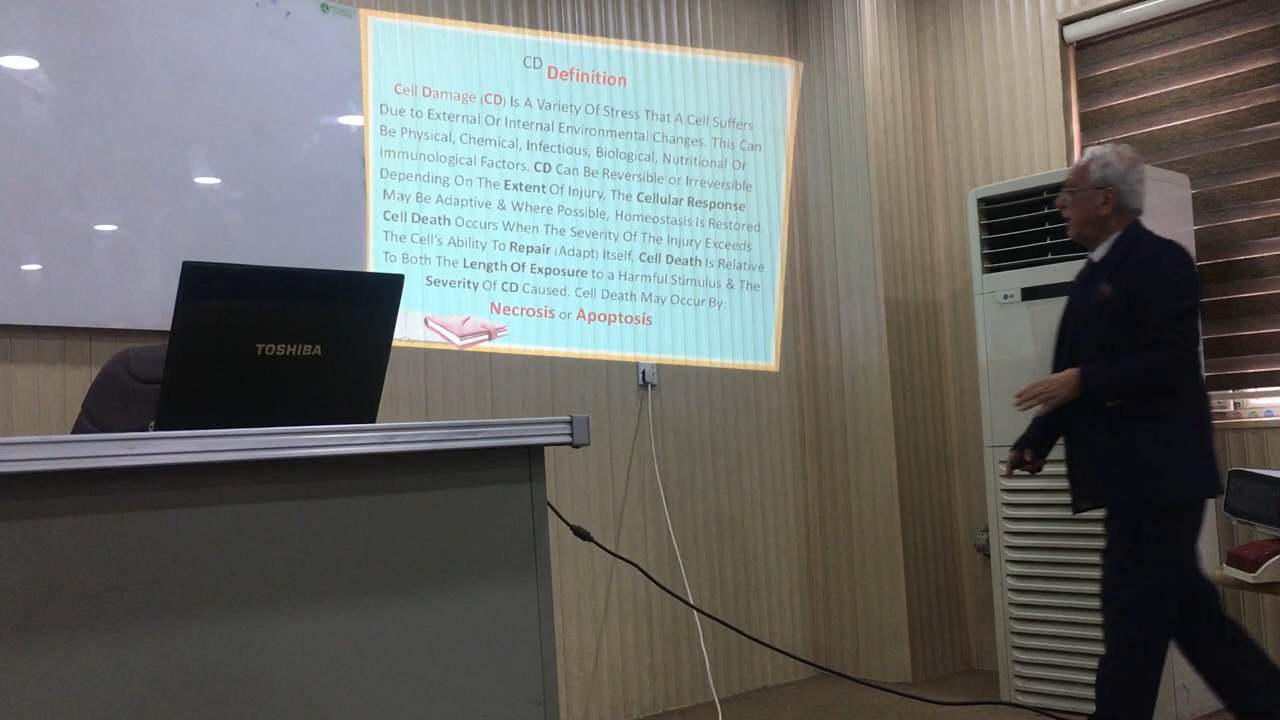 CD Definition
Cell Damage (CD) Is A Variety Of Stress That A Cell Suffers
Due to External Or Internal Environmental Changes. This Can
Be Physical, Chemical, Infectious, Biological, Nutritional Or
Immunological Factors. CD Can Be Reversible or Irreversible
Depending On The Extent Of Injury, The Cellular Response
May Be Adaptive & Where Possible, Homeostasis Is Restored.
Cell Death Occurs When The Severity Of The Injury Exceeds
The Cell's Ability To Repair (Adapt) Itself. Cell Death Is Relative
To Both The Length Of Exposure to a Harmful Stimulus & The
Severity Of CD Caused. Cell Death May Occur By:
Necrosis or Apoptosis
TOSHIBA
LG